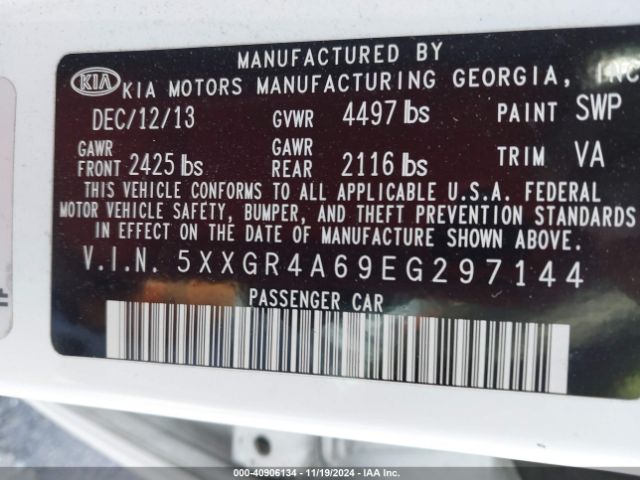 MANUFACTURED BY
KIA KIA MOTORS MANUFACTURING GEORGIA, INC
DEC/12/13 GVWR 4497 lbs PAINT SWP
GAWR FRONT 2425 lbs GAWR REAR 2116 lbs TRIM VA
THIS VEHICLE CONFORMS TO ALL APPLICABLE U.S.A. FEDERAL
MOTOR VEHICLE SAFETY, BUMPER, AND THEFT PREVENTION STANDARDS
IN EFFECT ON THE DATE OF MANUFACTURE SHOWN ABOVE.
V.I.N. 5XXGR4A69EG297144
PASSENGER CAR
000-40906134 - 11/19/2024 - IAA Inc.